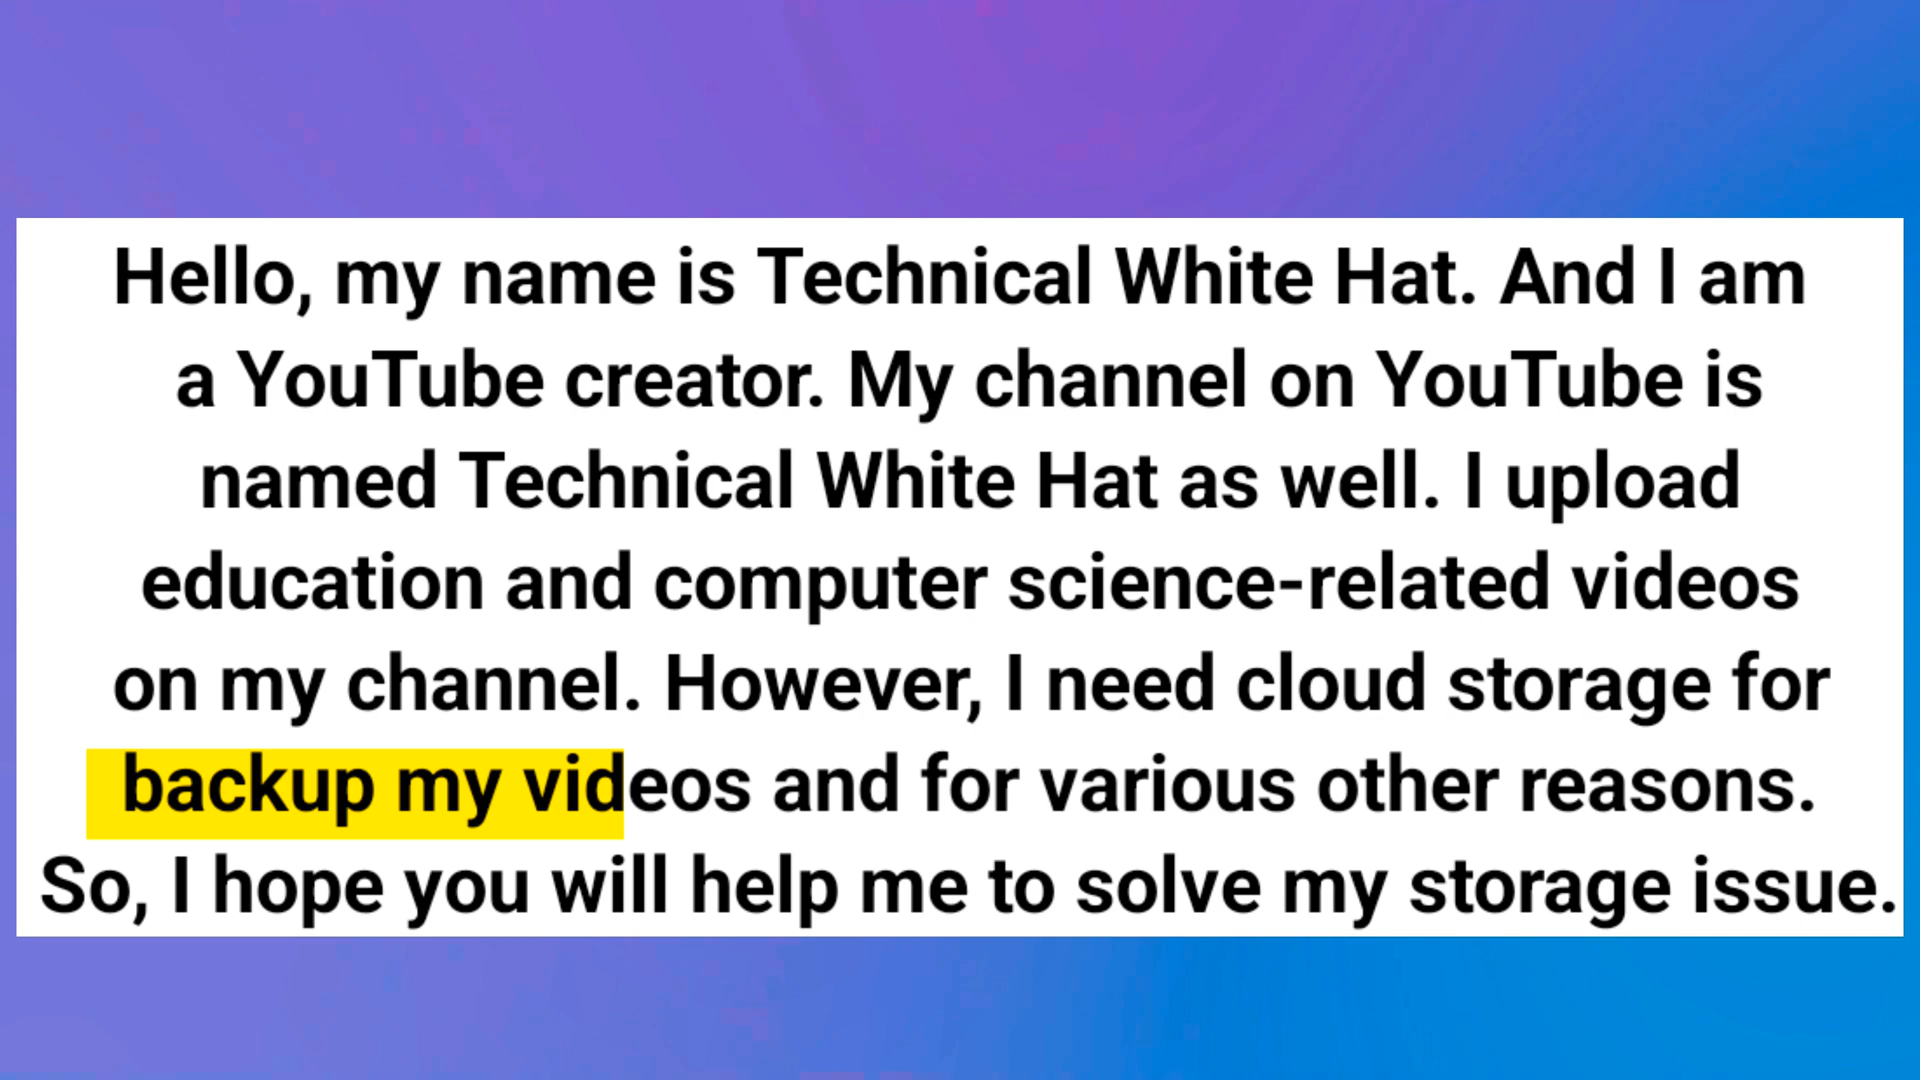 Hello, my name is Technical White Hat. And I am
a YouTube creator. My channel on YouTube is
named Technical White Hat as well. I upload
education and computer science-related videos
on my channel. However, I need cloud storage for
backup my videos and for various other reasons.
So, I hope you will help me to solve my storage issue.